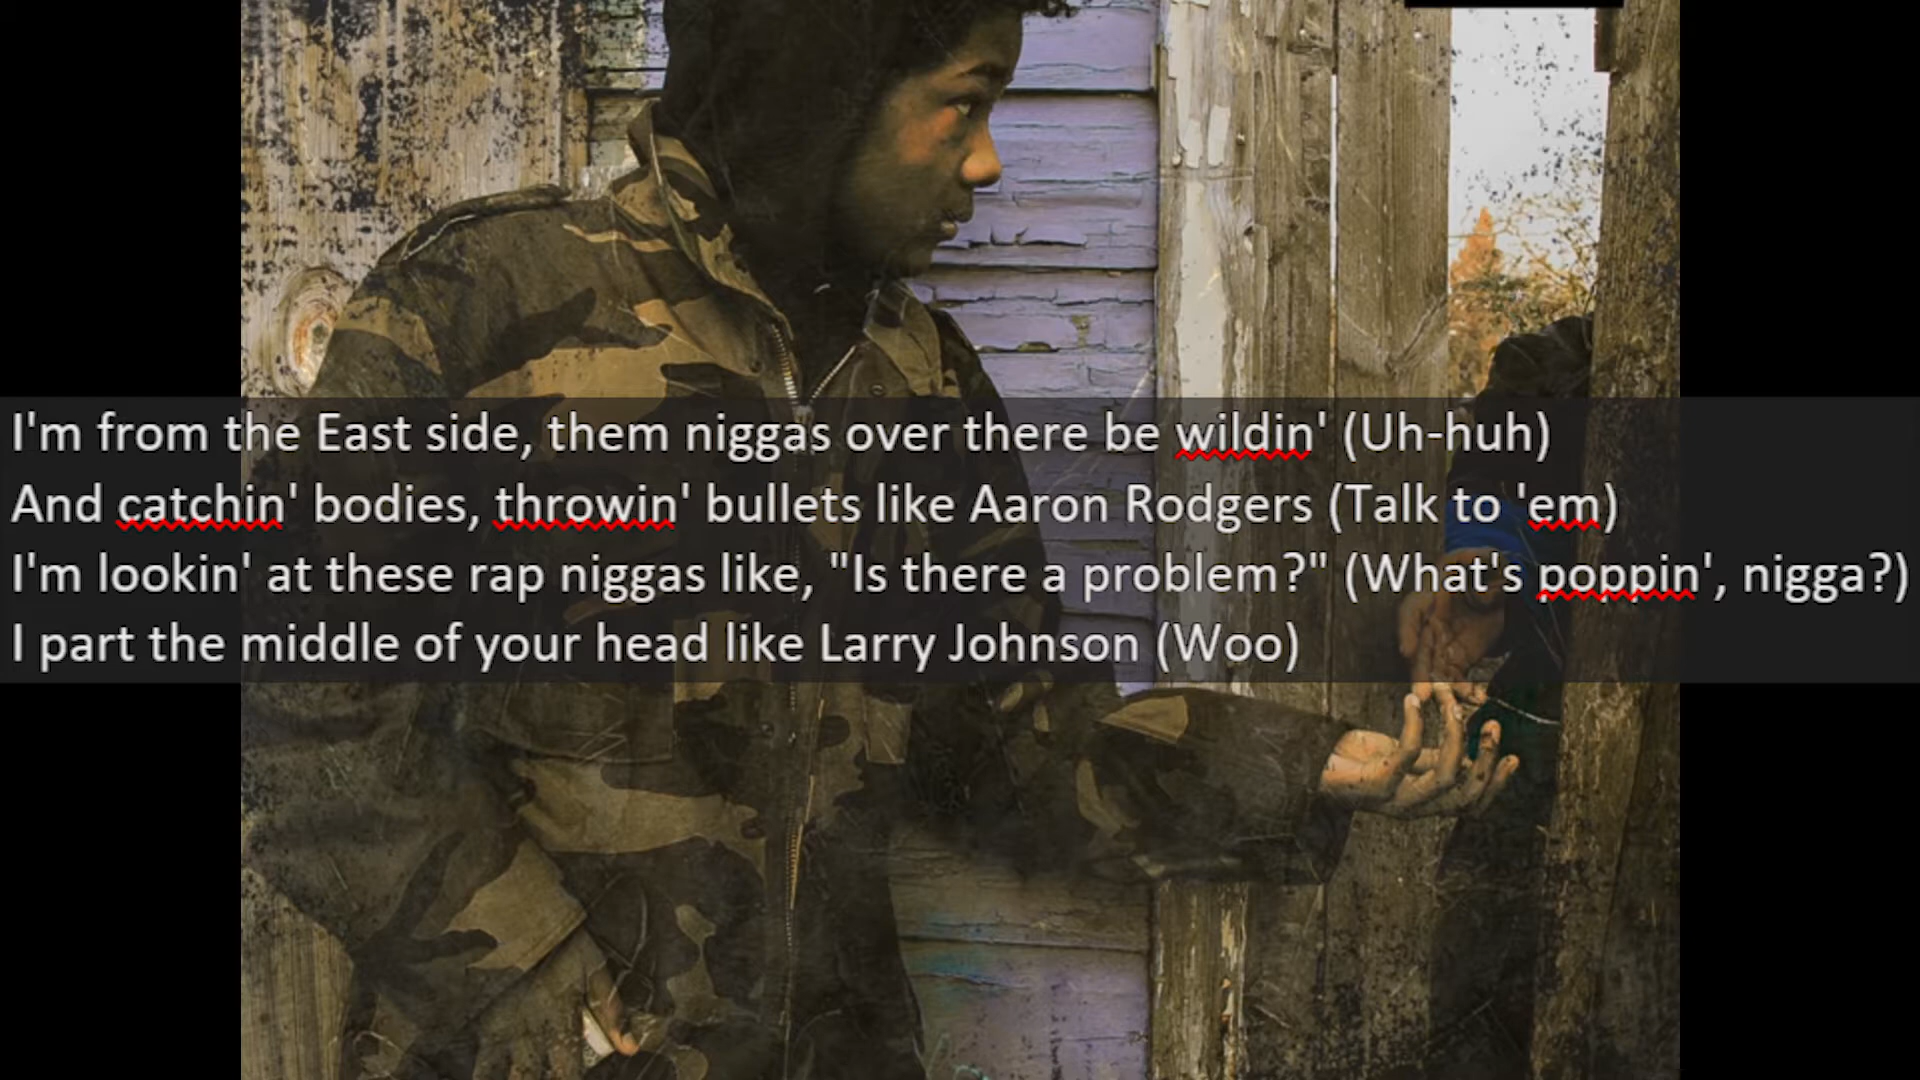 I'm from the East side, them niggas over there be wildin' (Uh-huh)
And catchin' bodies, throwin' bullets like Aaron Rodgers (Talk to 'em)
I'm lookin' at these rap niggas like, "Is there a problem?" (What's poppin', nigga?)
I part the middle of your head like Larry Johnson (Woo)